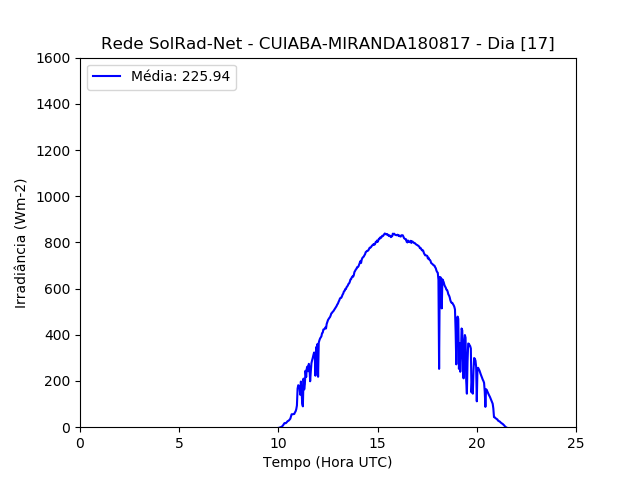 Rede SolRad-Net - CUIABA-MIRANDA180817 - Dia [17]
Média: 225.94
1600
1400
1200
1000
800
600
400
200
0
Irradiância (Wm-2)
0 5 10 15 20 25
Tempo (Hora UTC)